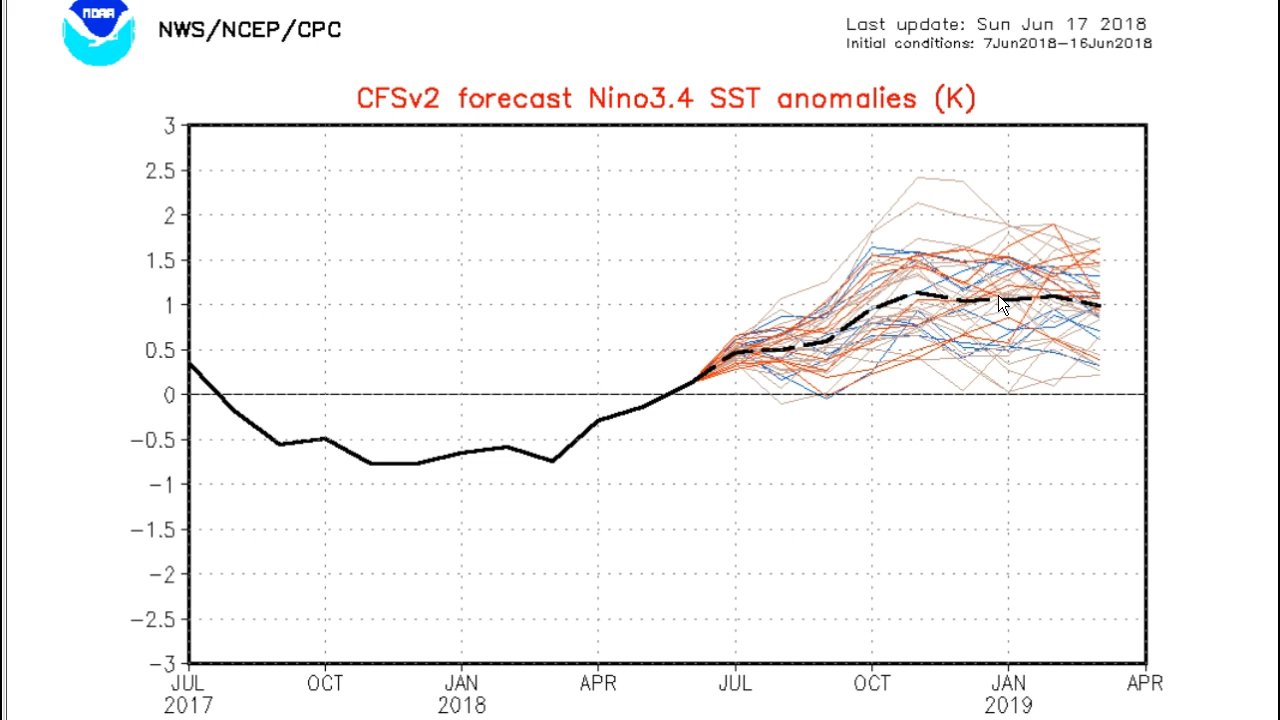 NOAA
NWS/NCEP/CPC
Last update: Sun Jun 17 2018
Initial conditions: 7Jun2018-16Jun2018
CFSv2 forecast Nino3.4 SST anomalies (K)
3
2.5
2
1.5
1
0.5
0
-0.5
-1
-1.5
-2
-2.5
-3
JUL OCT JAN APR JUL OCT JAN APR
2017 2018 2019